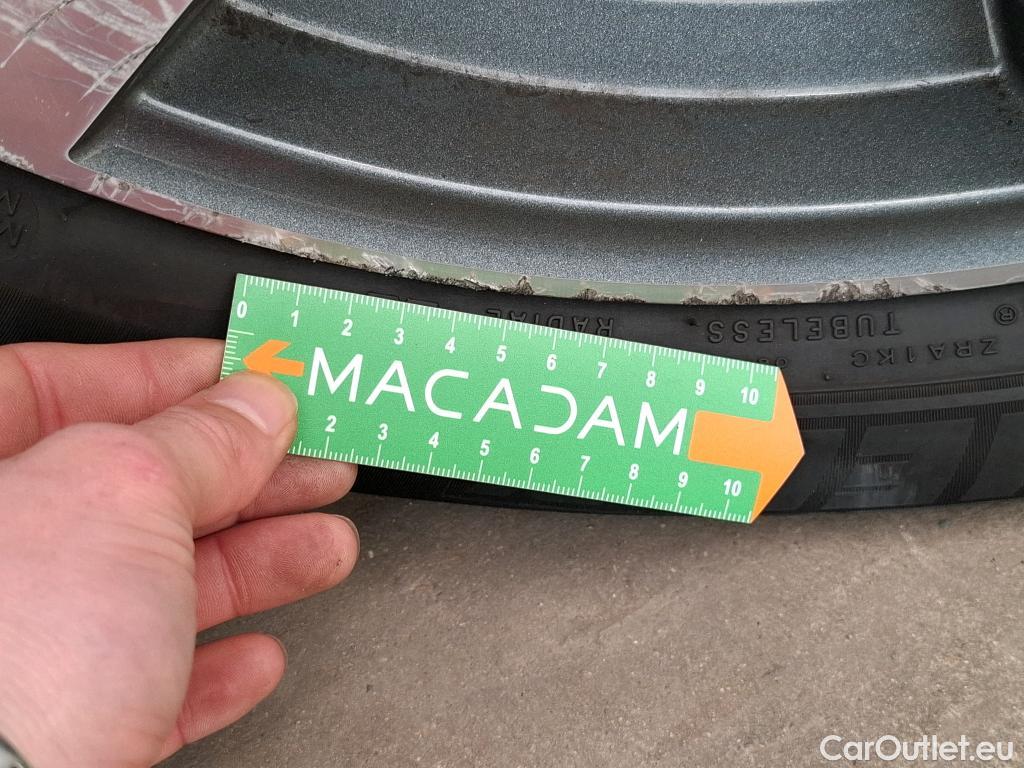 RADIAL
TUBELESS
ZRA1KC
®
0 1 2 3 4 5 6 7 8 9 10
MACADAM
2 3 4 5 6 7 8 9 10
CarOutlet.eu